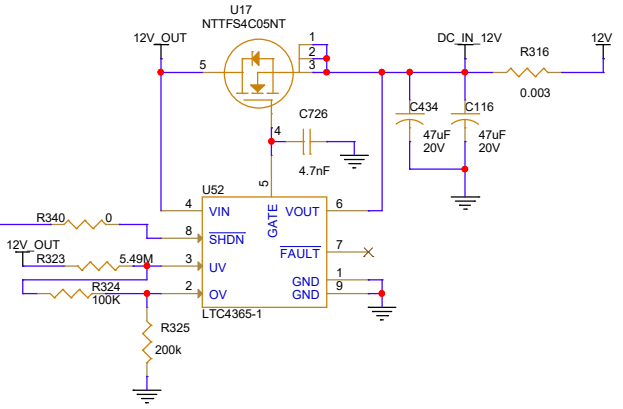 U17
NTTFS4C05NT
12V_OUT
DC_IN_12V
12V
R316
0.003
5
1
2
3
4
C726
4.7nF
C434
47uF
20V
C116
47uF
20V
5
U52
4
VIN
GATE
VOUT
6
R340
0
8
SHDN
FAULT
7
12V_OUT
R323
5.49M
3
UV
GND
1
R324
100K
2
OV
GND
9
LTC4365-1
R325
200k